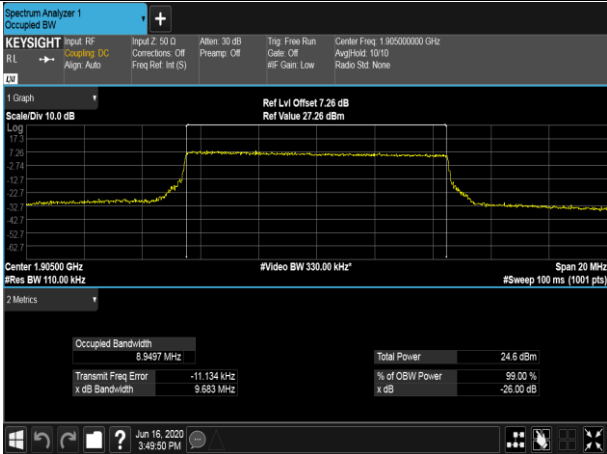 Spectrum Analyzer 1
Occupied BW
+
KEYSIGHT
RL
LXI
Input: RF
Coupling: DC
Align: Auto
Input Z: 50 Ω
Corrections: Off
Freq Ref: Int (S)
Atten: 30 dB
Preamp: Off
Trig: Free Run
Gate: Off
#IF Gain: Low
Center Freq: 1.905000000 GHz
Avg|Hold: 10/10
Radio Std: None
1 Graph
Scale/Div 10.0 dB
Ref Lvl Offset 7.26 dB
Ref Value 27.26 dBm
Log
17.3
7.26
-2.74
-12.7
-22.7
-32.7
-42.7
-52.7
-62.7
Center 1.90500 GHz
#Video BW 330.00 kHz*
Span 20 MHz
#Res BW 110.00 kHz
#Sweep 100 ms (1001 pts)
2 Metrics
Occupied Bandwidth
8.9497 MHz
Total Power 24.6 dBm
Transmit Freq Error -11.134 kHz
% of OBW Power 99.00 %
x dB Bandwidth 9.683 MHz
x dB -26.00 dB
?
Jun 16, 2020
3:49:50 PM